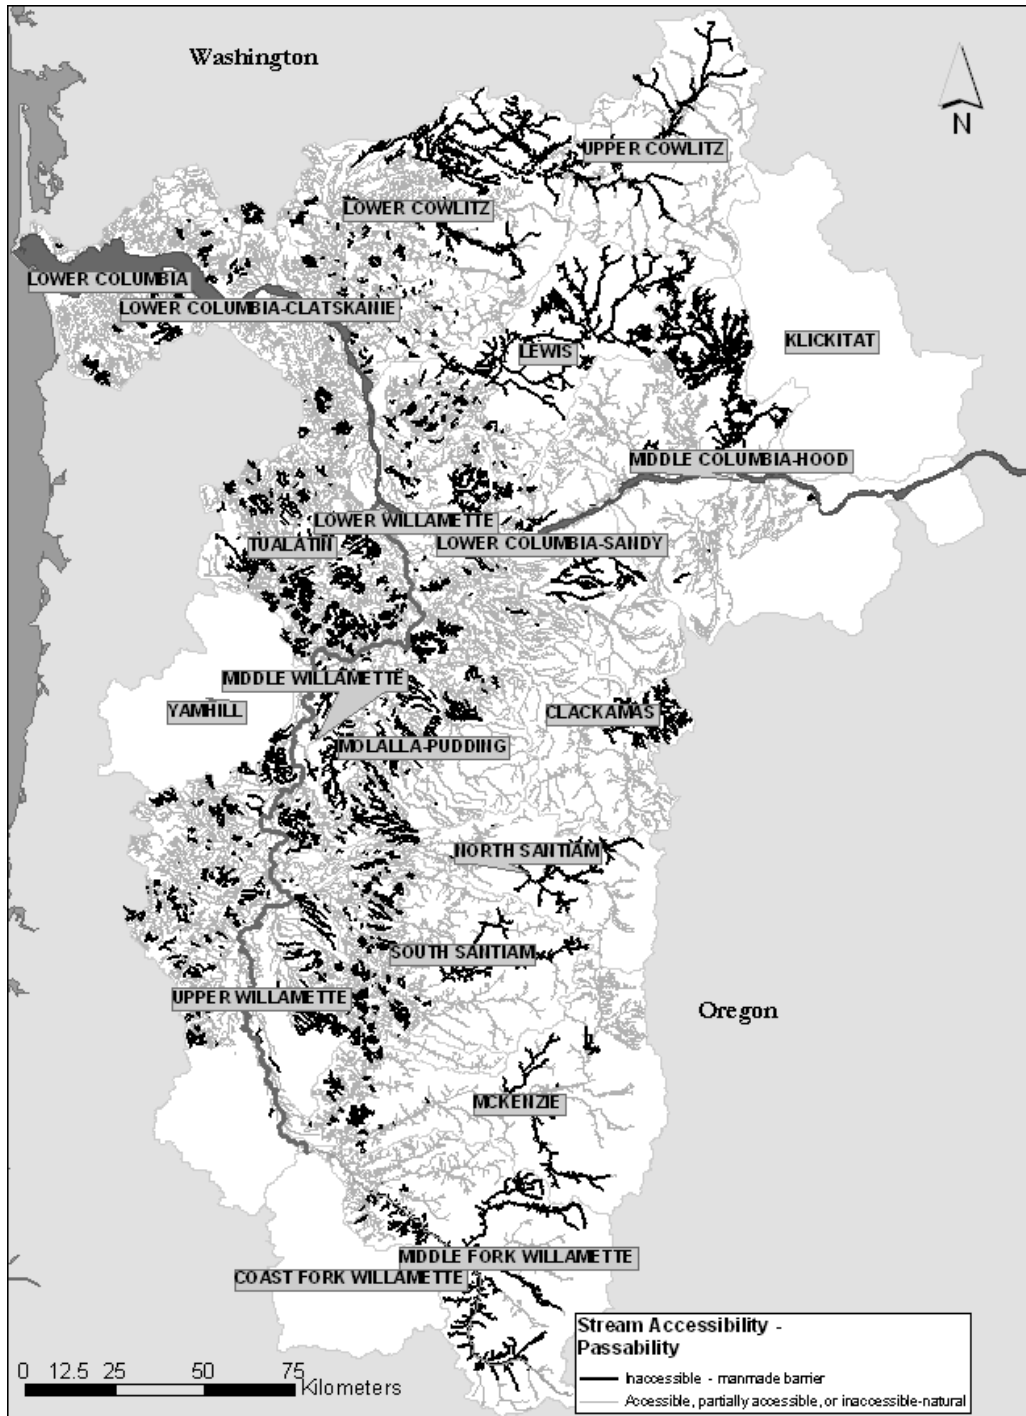 Washington
N
UPPER COWLITZ
LOWER COWLITZ
LOWER COLUMBIA
LOWER COLUMBIA-CLATSKANIE
KLICKITAT
LEWIS
MIDDLE COLUMBIA-HOOD
LOWER WILLAMETTE
TUALATIN
LOWER COLUMBIA-SANDY
MIDDLE WILLAMETTE
YAMHILL
CLACKAMAS
MOLALLA-PUDDING
NORTH SANTIAM
SOUTH SANTIAM
UPPER WILLAMETTE
Oregon
MCKENZIE
MIDDLE FORK WILLAMETTE
COAST FORK WILLAMETTE
Stream Accessibility -
Passability
Inaccessible - manmade barrier
Accessible, partially accessible, or inaccessible-natural
0 12.5 25 50 75
Kilometers